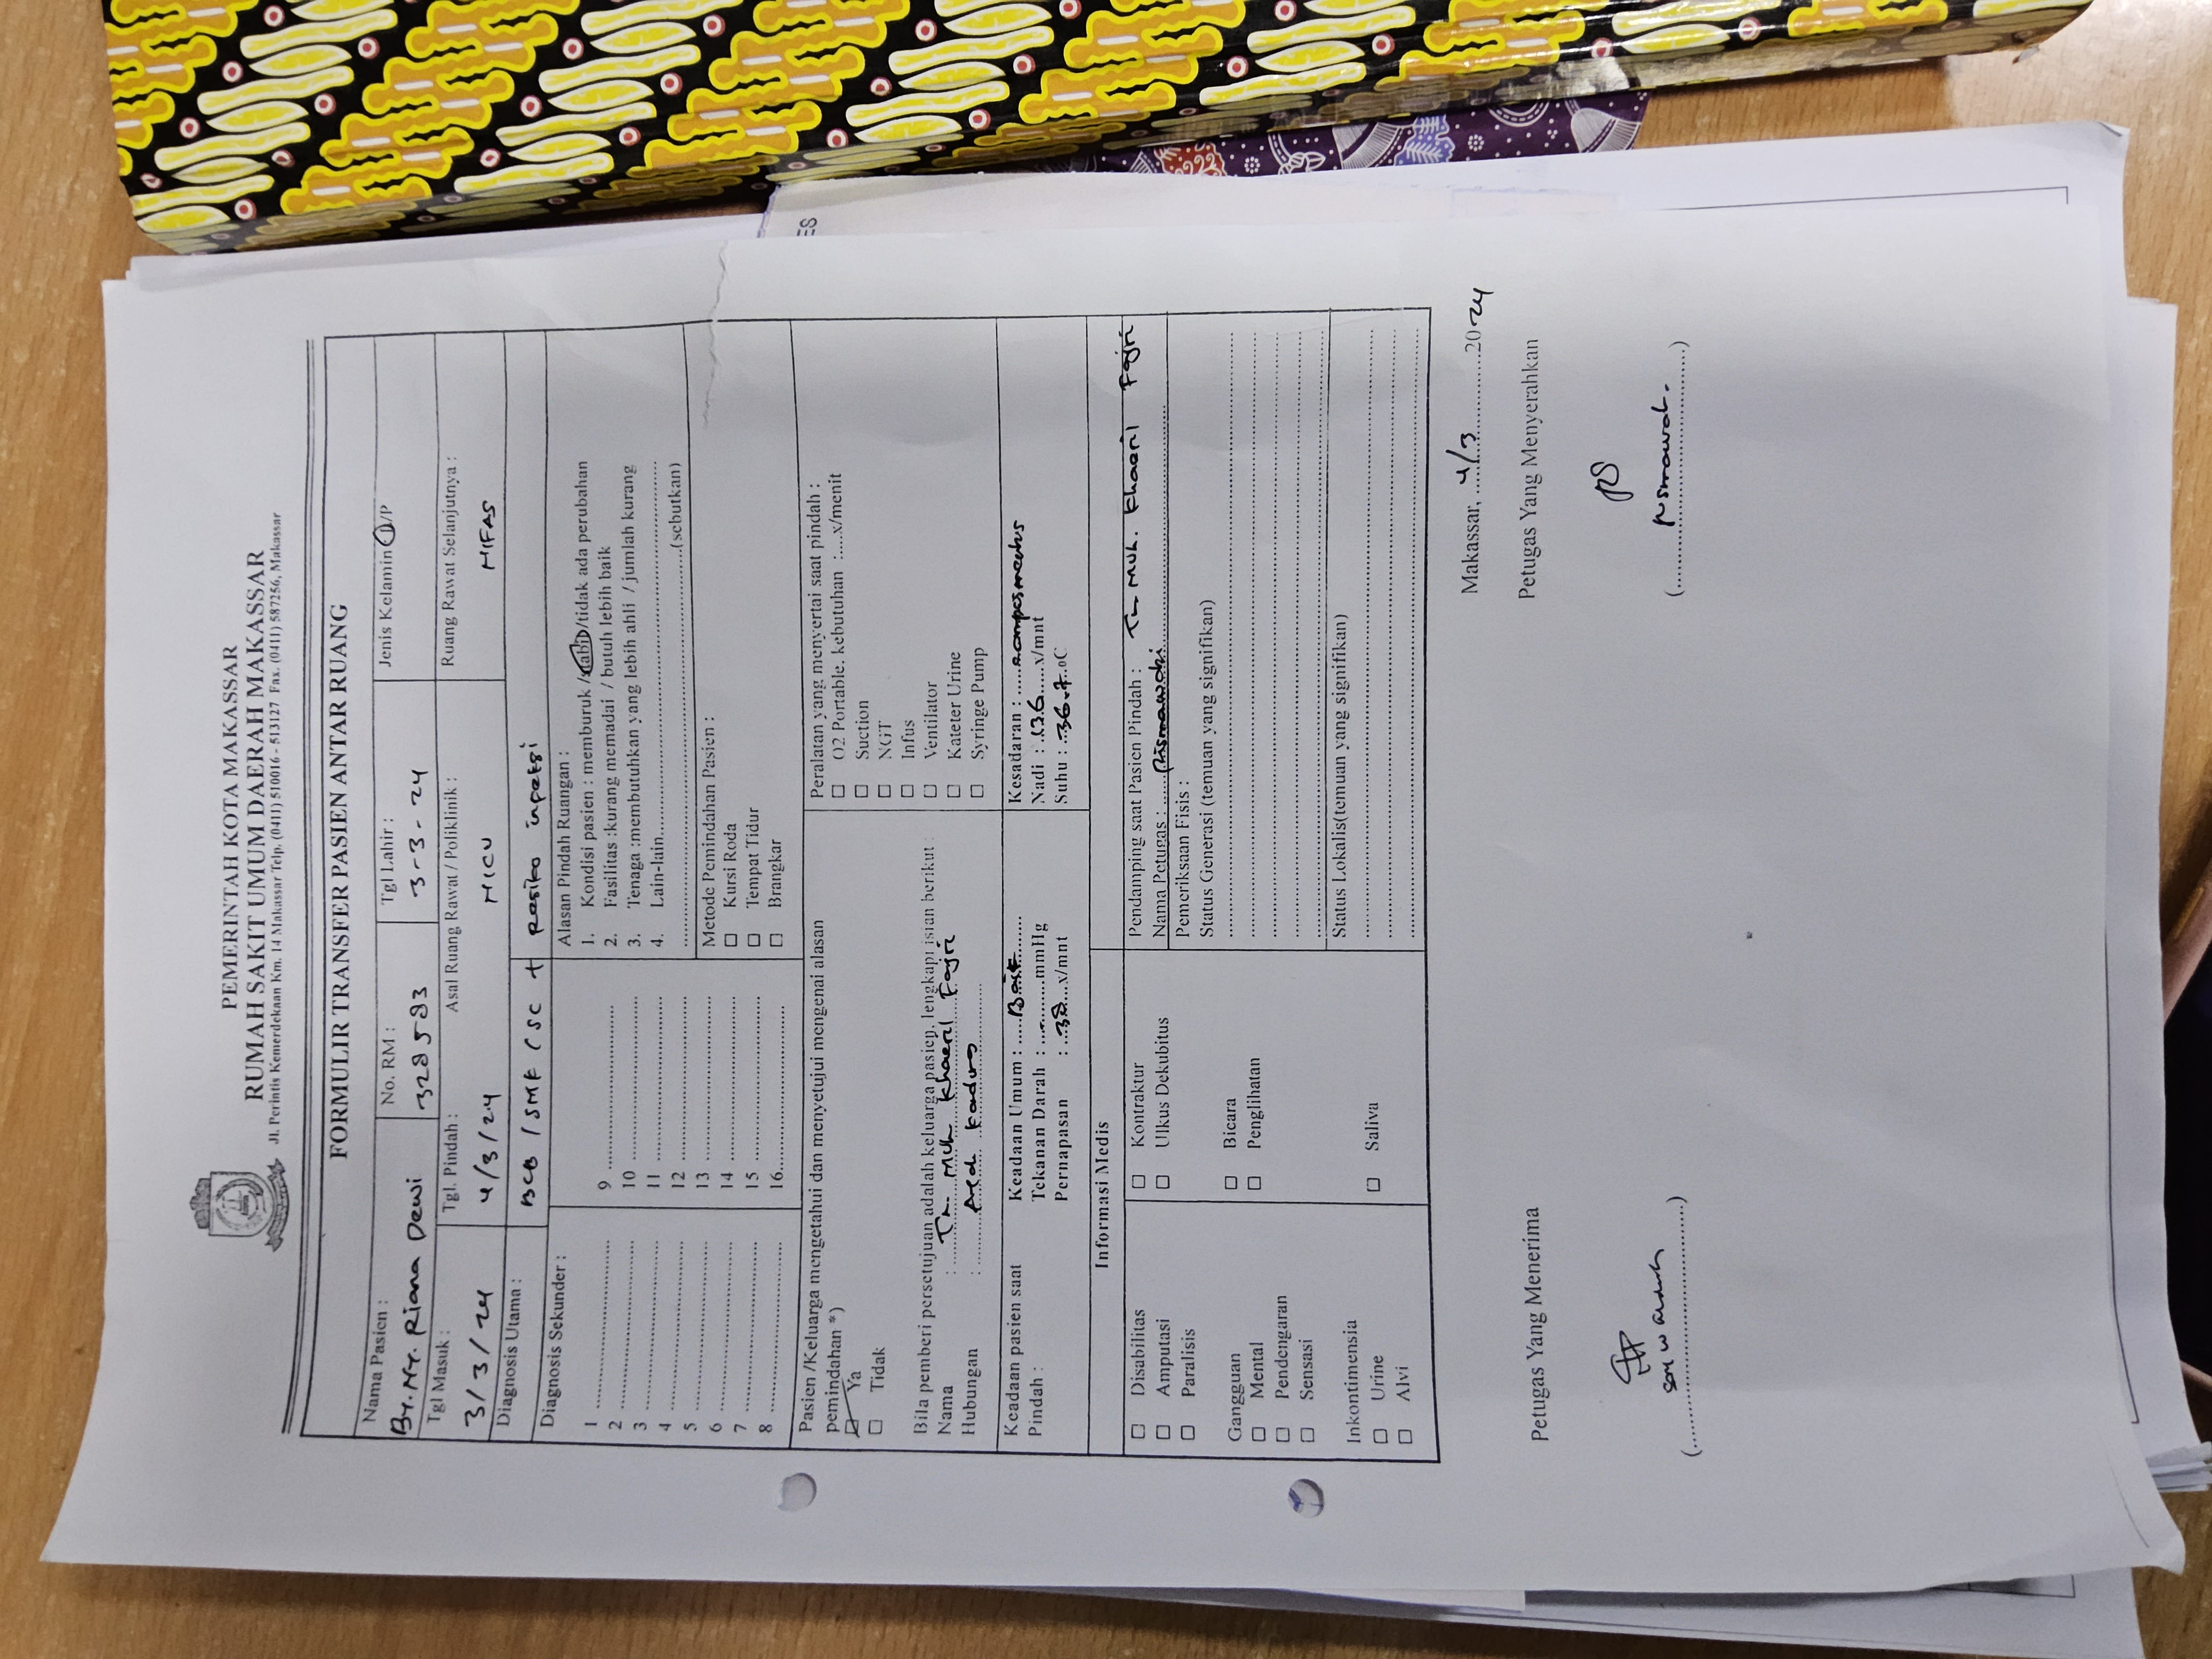 PEMERINTAH KOTA MAKASSAR
RUMAH SAKIT UMUM DAERAH MAKASSAR
Jl. Perintis Kemerdekaan Km. 14 Makassar Telp. (0411) 510016 - 513127 Fax. (0411) 587256, Makassar
FORMULIR TRANSFER PASIEN ANTAR RUANG
Nama Pasien : No. RM : Tgl Lahir : Jenis Kelamin L/P
By. Ny. Riana Dewi 328593 3-3-24
Tgl Masuk : Tgl. Pindah : Asal Ruang Rawat / Poliklinik : Ruang Rawat Selanjutnya :
3/3/24 4/3/24 NICU NIFAS
Diagnosis Utama : BCB / SMK / SC + Resiko inpeksi
Diagnosis Sekunder :
1 ....................
2 ....................
3 ....................
4 ....................
5 ....................
6 ....................
7 ....................
8 ....................
9 ....................
10 ....................
11 ....................
12 ....................
13 ....................
14 ....................
15 ....................
16....................
Alasan Pindah Ruangan :
1. Kondisi pasien : memburuk /stabil/tidak ada perubahan
2. Fasilitas :kurang memadai / butuh lebih baik
3. Tenaga :membutuhkan yang lebih ahli / jumlah kurang
4. Lain-lain....................
....................(sebutkan)
Metode Pemindahan Pasien :
☐ Kursi Roda
☐ Tempat Tidur
☐ Brangkar
Pasien /Keluarga mengetahui dan menyetujui mengenai alasan
pemindahan *)
☑ Ya
☐ Tidak
Bila pemberi persetujuan adalah keluarga pasien, lengkapi isian berikut :
Nama : Tn Muh Khaeril Fajri
Hubungan : kandung
Peralatan yang menyertai saat pindah :
☐ O2 Portable. kebutuhan :....x/menit
☐ Suction
☐ NGT
☐ Infus
☐ Ventilator
☐ Kateter Urine
☐ Syringe Pump
Keadaan pasien saat
Pindah :
Keadaan Umum : ....Baik....
Tekanan Darah : ...-....mmHg
Pernapasan : ..38...x/mnt
Kesadaran : ....composmentis
Nadi : .136....x/mnt
Suhu : .36.7..oC
Informasi Medis
☐ Disabilitas
☐ Amputasi
☐ Paralisis
☐ Kontraktur
☐ Ulkus Dekubitus
Gangguan
☐ Mental
☐ Pendengaran
☐ Sensasi
☐ Bicara
☐ Penglihatan
Inkontimensia
☐ Urine
☐ Alvi
☐ Saliva
Pendamping saat Pasien Pindah : Tn Muh. Khaeril Fajri
Nama Petugas : ....Rismawati....
Pemeriksaan Fisis :
Status Generasi (temuan yang signifikan)
Status Lokalis(temuan yang signifikan)
Makassar, 4/3 2024
Petugas Yang Menerima Petugas Yang Menyerahkan
(....................) (Rismawati)
ES